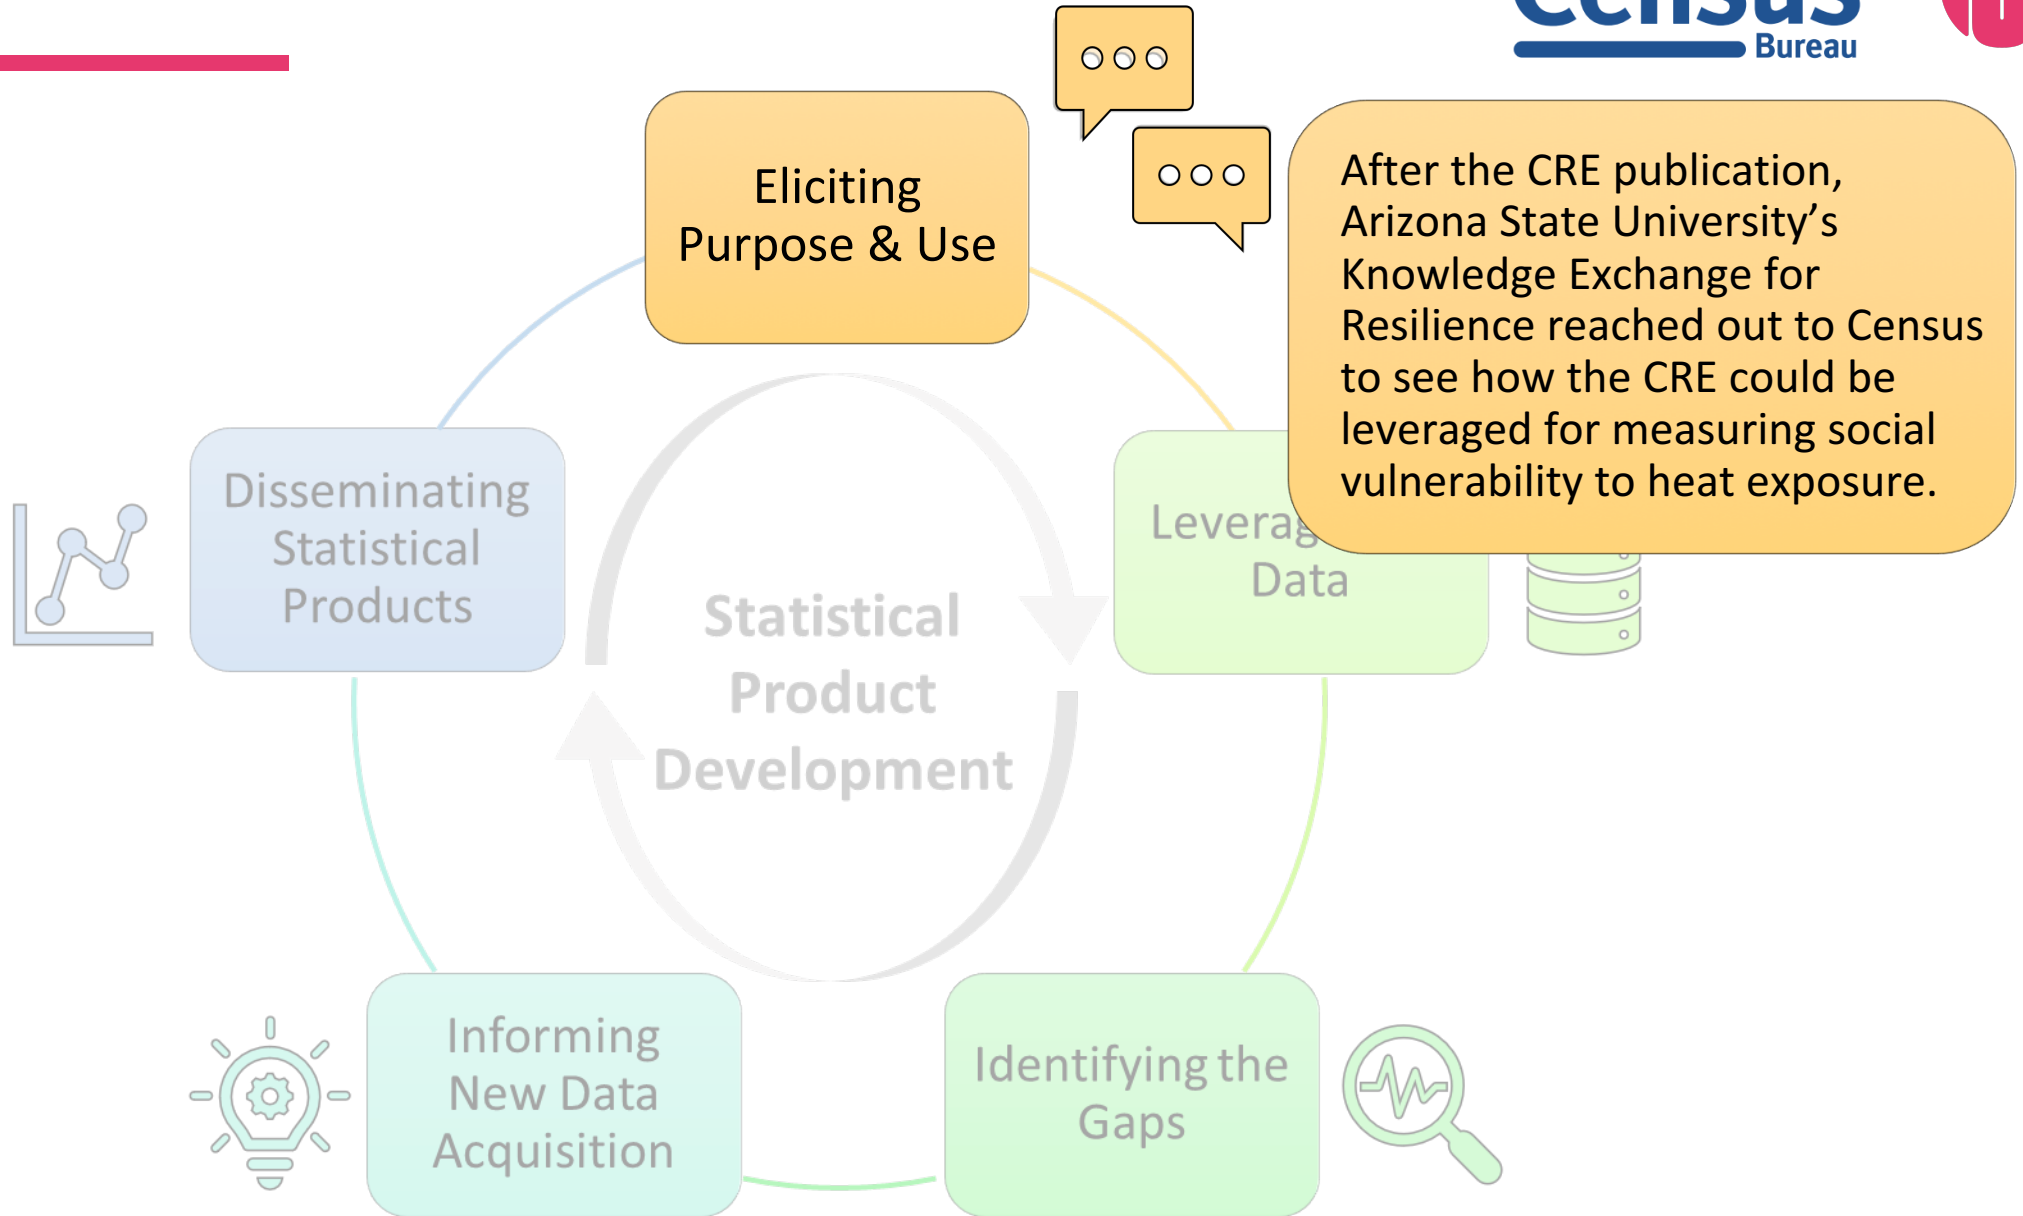 Census
Bureau
Eliciting
Purpose & Use
After the CRE publication,
Arizona State University’s
Knowledge Exchange for
Resilience reached out to Census
to see how the CRE could be
leveraged for measuring social
vulnerability to heat exposure.
Disseminating
Statistical
Products
Data
Statistical
Product
Development
Informing
New Data
Acquisition
Identifying the
Gaps